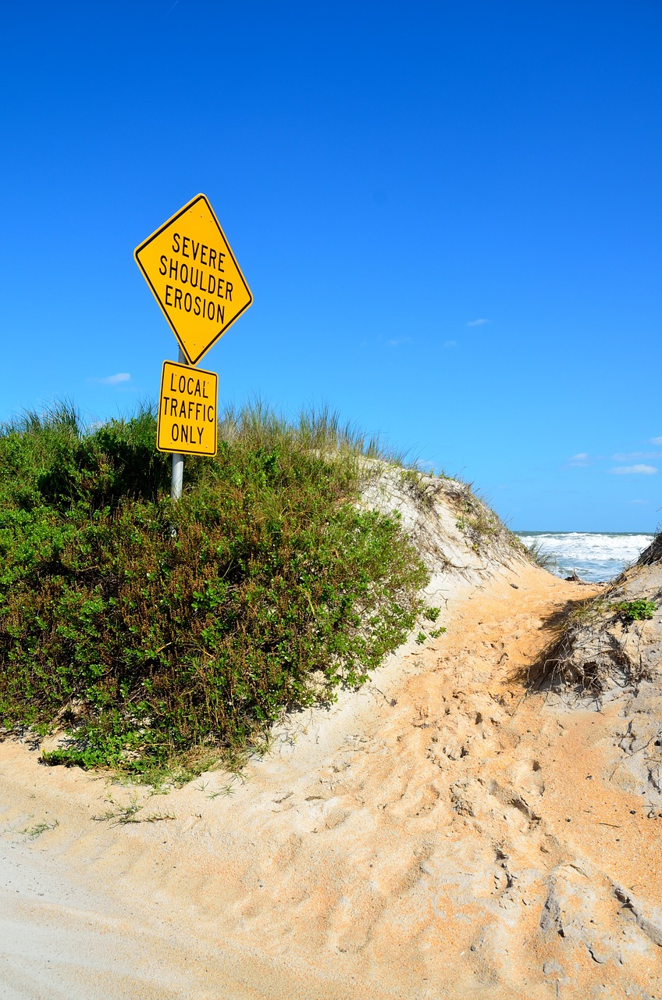 SEVERE
SHOULDER
EROSION
LOCAL
TRAFFIC
ONLY